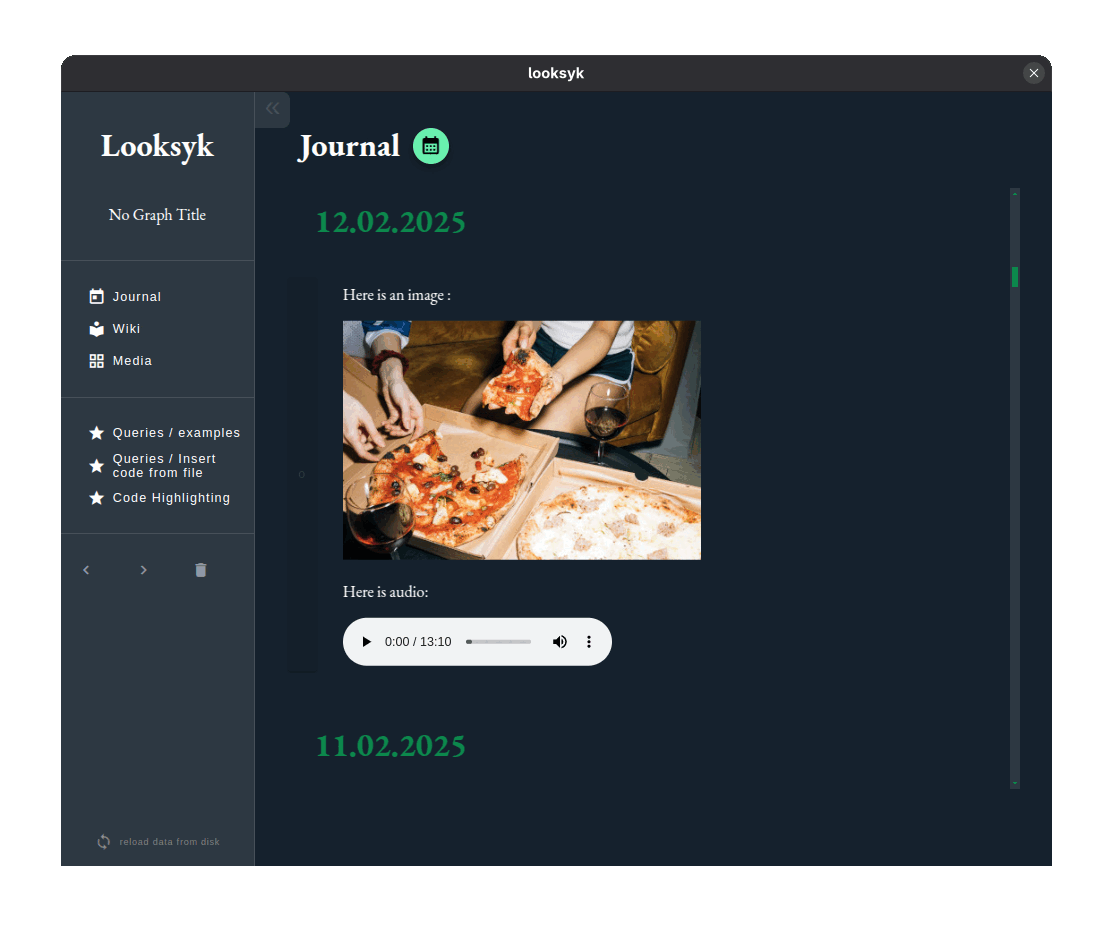 looksyk
Looksyk
No Graph Title
Journal
Wiki
Media
Queries / examples
Queries / Insert
code from file
Code Highlighting
reload data from disk
Journal
12.02.2025
Here is an image :
Here is audio:
0:00 / 13:10
11.02.2025